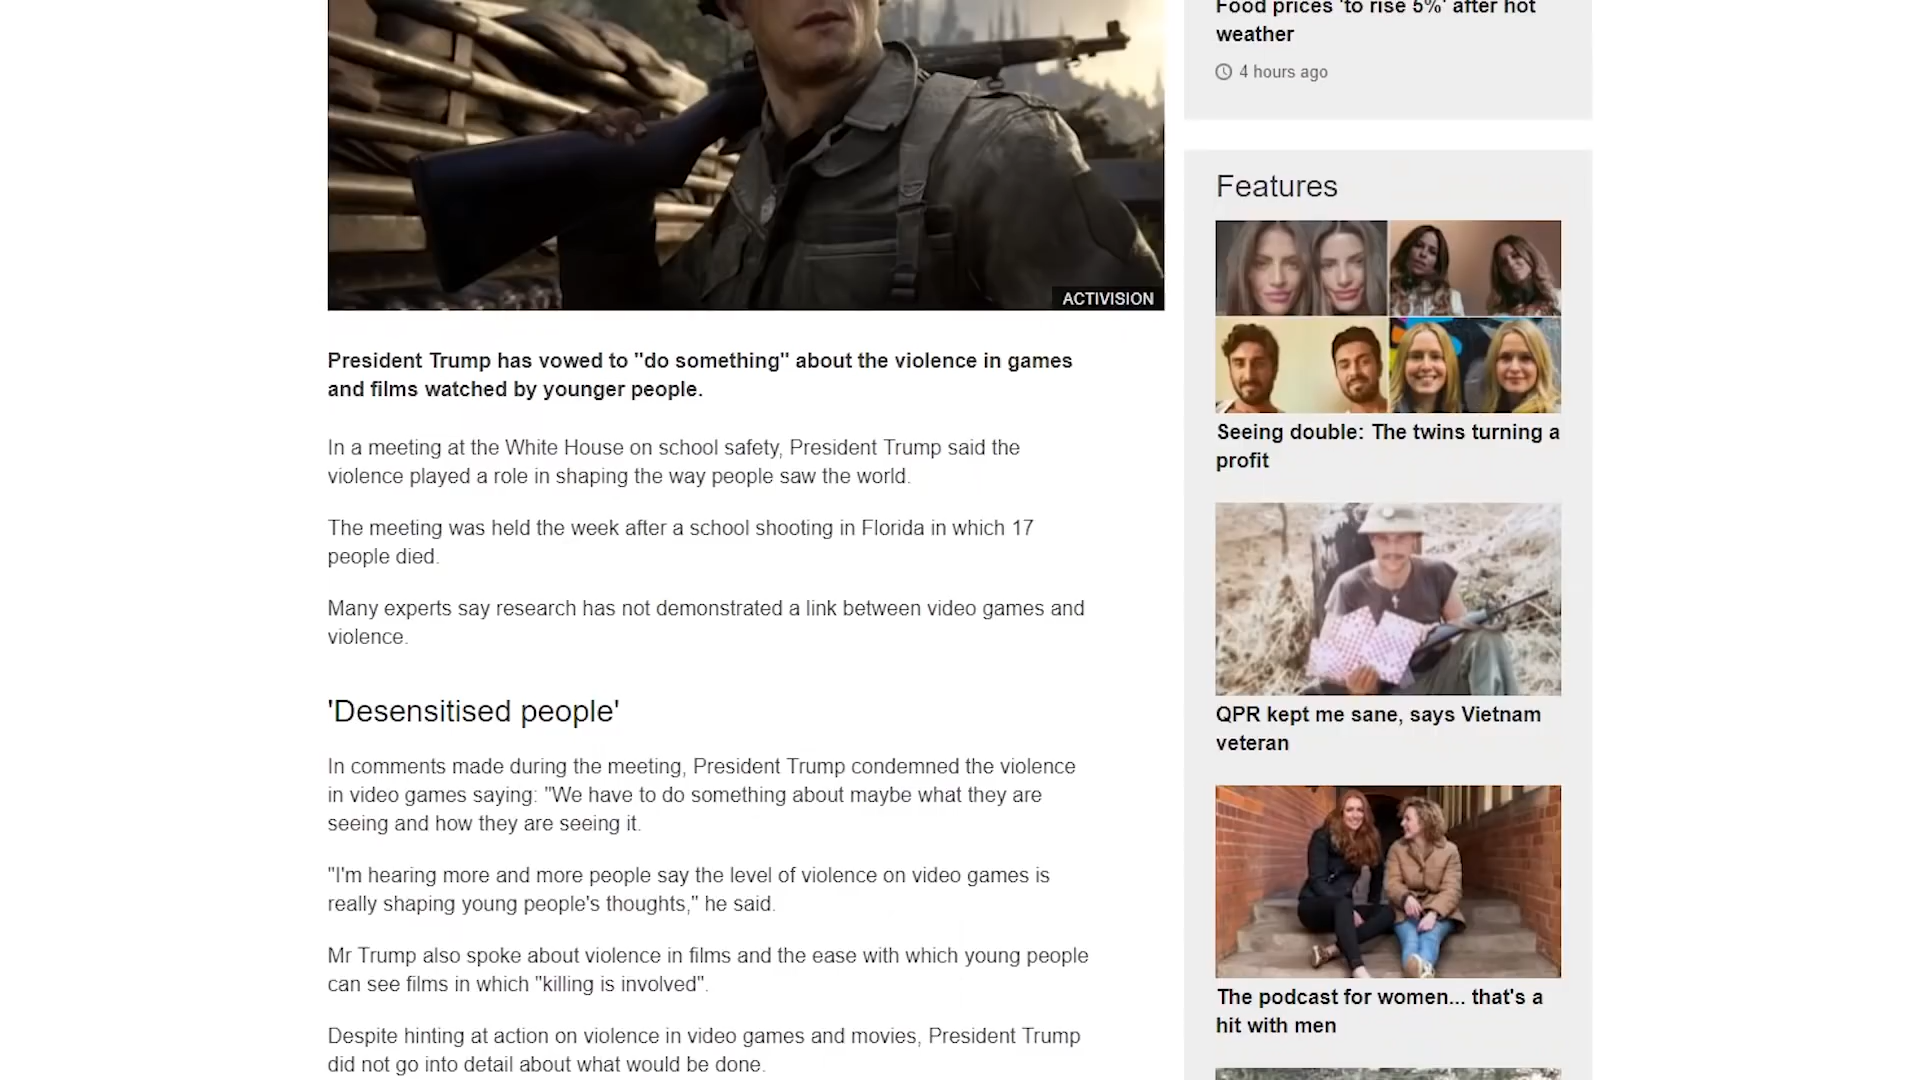 ACTIVISION
President Trump has vowed to "do something" about the violence in games
and films watched by younger people.
In a meeting at the White House on school safety, President Trump said the
violence played a role in shaping the way people saw the world.
The meeting was held the week after a school shooting in Florida in which 17
people died.
Many experts say research has not demonstrated a link between video games and
violence.
'Desensitised people'
In comments made during the meeting, President Trump condemned the violence
in video games saying: "We have to do something about maybe what they are
seeing and how they are seeing it.
"I'm hearing more and more people say the level of violence on video games is
really shaping young people's thoughts," he said.
Mr Trump also spoke about violence in films and the ease with which young people
can see films in which "killing is involved".
Despite hinting at action on violence in video games and movies, President Trump
did not go into detail about what would be done.
Food prices 'to rise 5%' after hot
weather
4 hours ago
Features
Seeing double: The twins turning a
profit
QPR kept me sane, says Vietnam
veteran
The podcast for women... that's a
hit with men